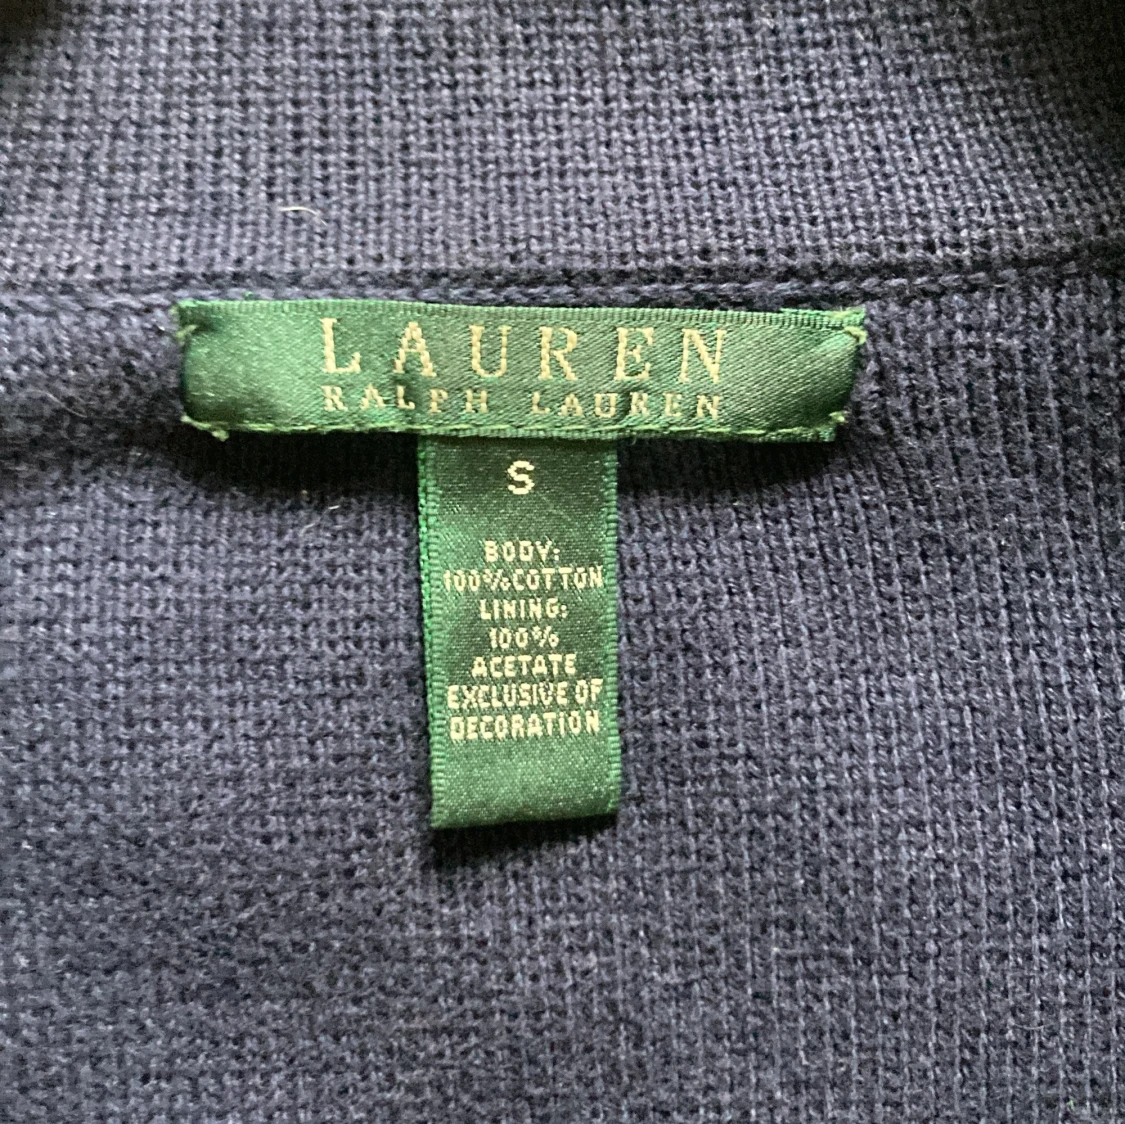 LAUREN
RALPH LAUREN
S
BODY:
100%COTTON
LINING:
100%
ACETATE
EXCLUSIVE OF
DECORATION